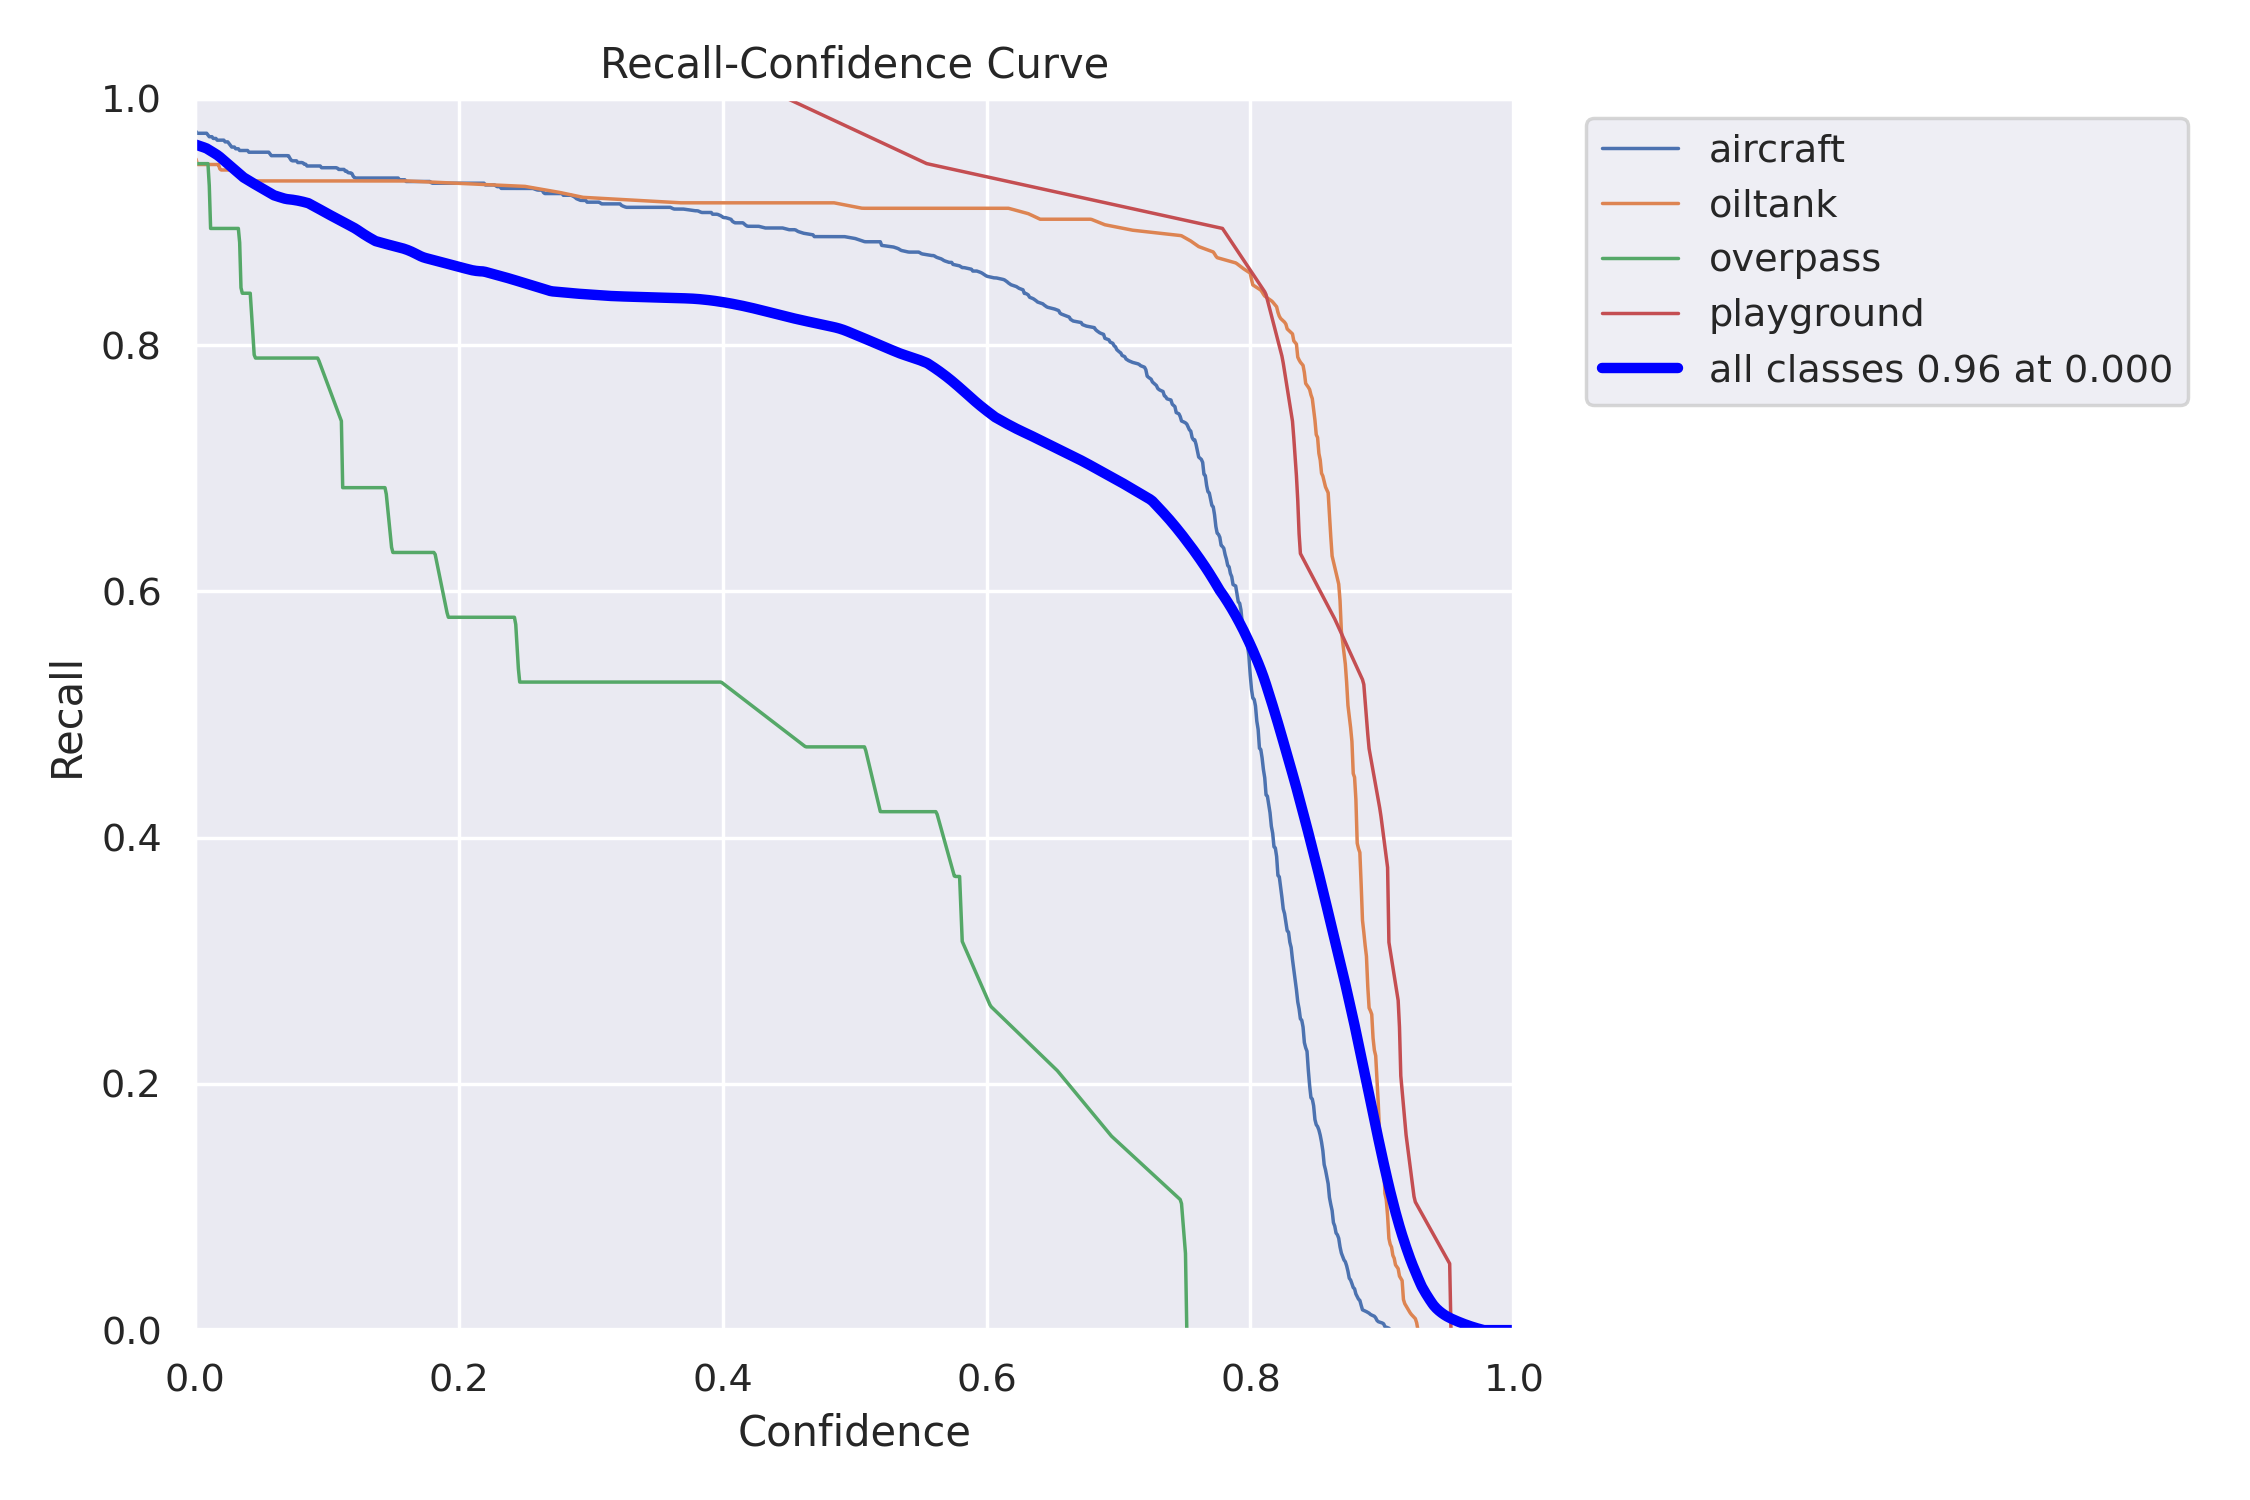 Recall-Confidence Curve
1.0
0.8
0.6
0.4
0.2
0.0
Recall
0.0 0.2 0.4 0.6 0.8 1.0
Confidence
aircraft
oiltank
overpass
playground
all classes 0.96 at 0.000